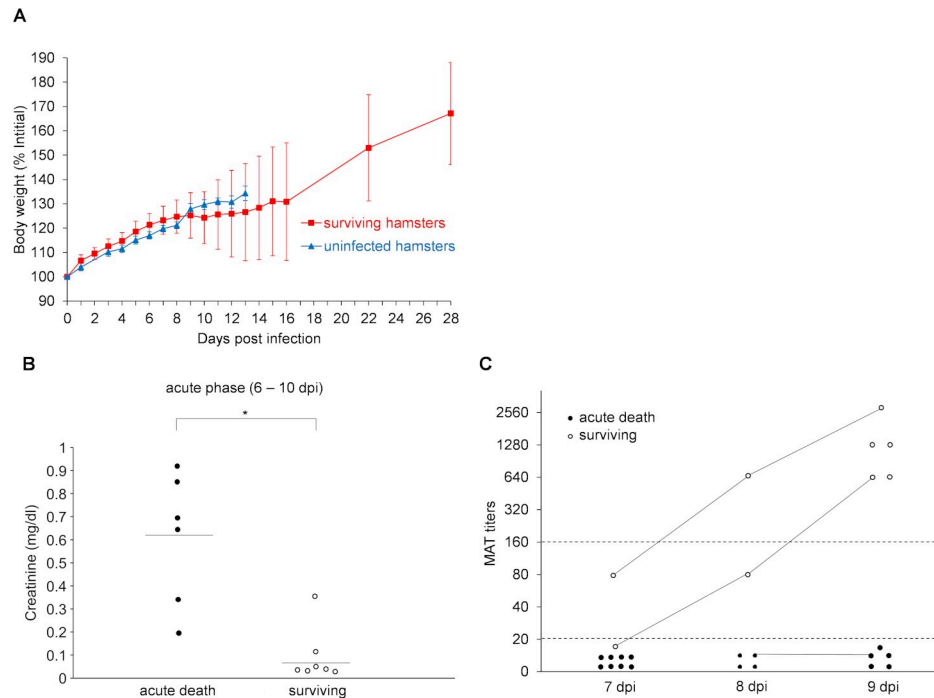 A
190
180
170
160
150
140
130
120
110
100
90
Body weight (% Intitial)
surviving hamsters
uninfected hamsters
0 2 4 6 8 10 12 14 16 18 20 22 24 26 28
Days post infection
B
acute phase (6 – 10 dpi)
*
1
0.9
0.8
0.7
0.6
0.5
0.4
0.3
0.2
0.1
0
Creatinine (mg/dl)
acute death surviving
C
acute death
surviving
2560
1280
640
320
160
80
40
20
0
MAT titers
7 dpi 8 dpi 9 dpi